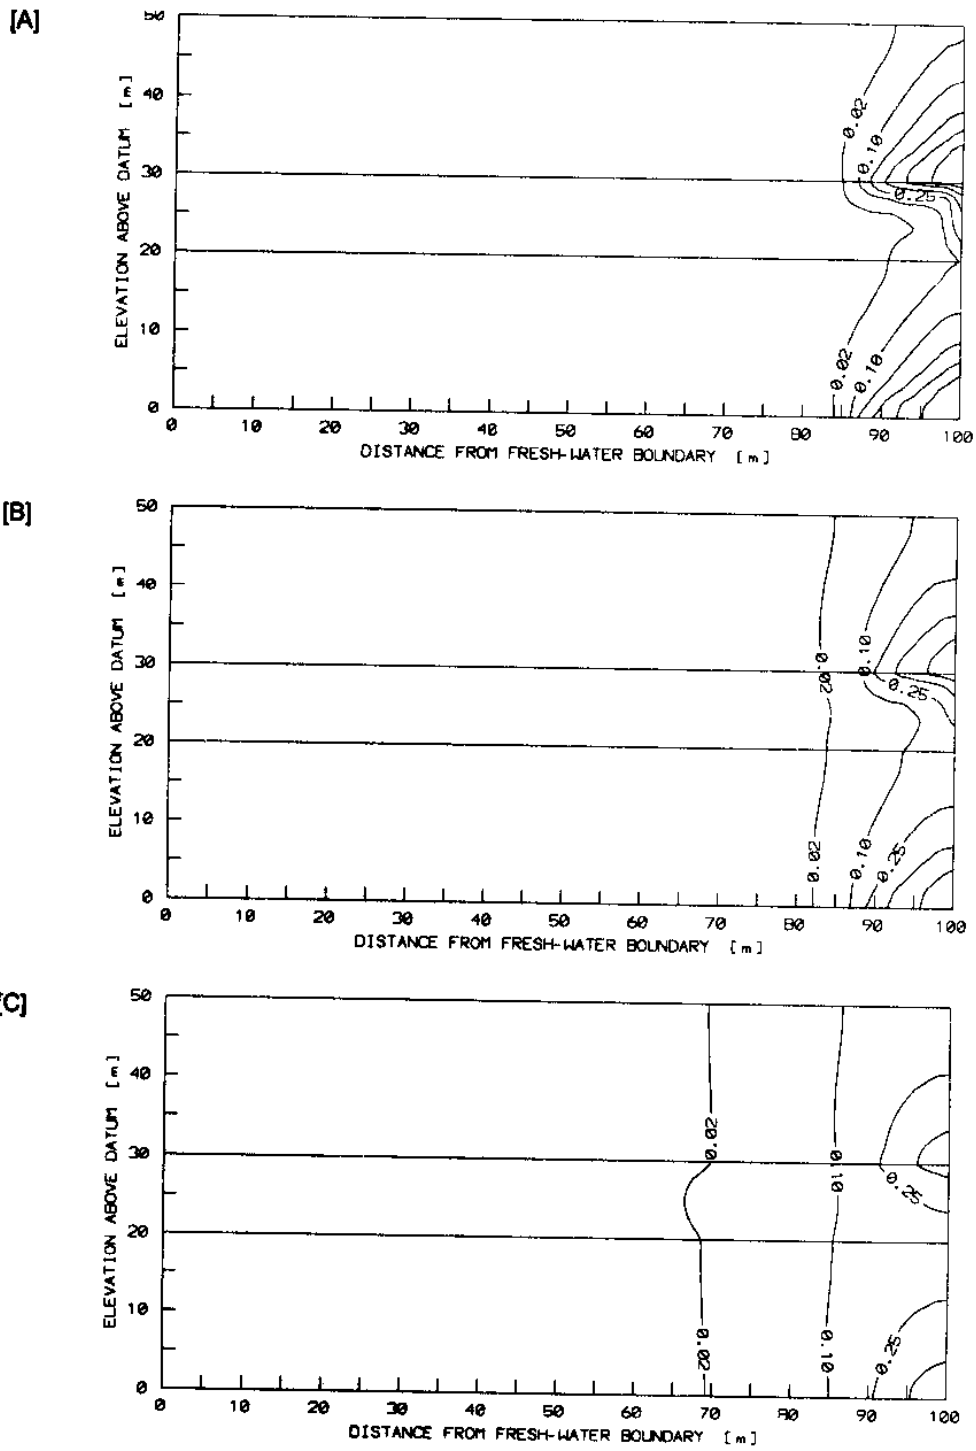 [A]
50
40
30
20
10
0
ELEVATION ABOVE DATUM [m]
0.02
0.10
0.25
0.02
0.10
0 10 20 30 40 50 60 70 80 90 100
DISTANCE FROM FRESH-WATER BOUNDARY [m]
[B]
50
40
30
20
10
0
ELEVATION ABOVE DATUM [m]
0.02
0.10
0.25
0.02
0.10
0.25
0 10 20 30 40 50 60 70 80 90 100
DISTANCE FROM FRESH-WATER BOUNDARY [m]
[C]
50
40
30
20
10
0
ELEVATION ABOVE DATUM [m]
0.02
0.10
0.25
0.02
0.10
0.25
0 10 20 30 40 50 60 70 80 90 100
DISTANCE FROM FRESH-WATER BOUNDARY [m]